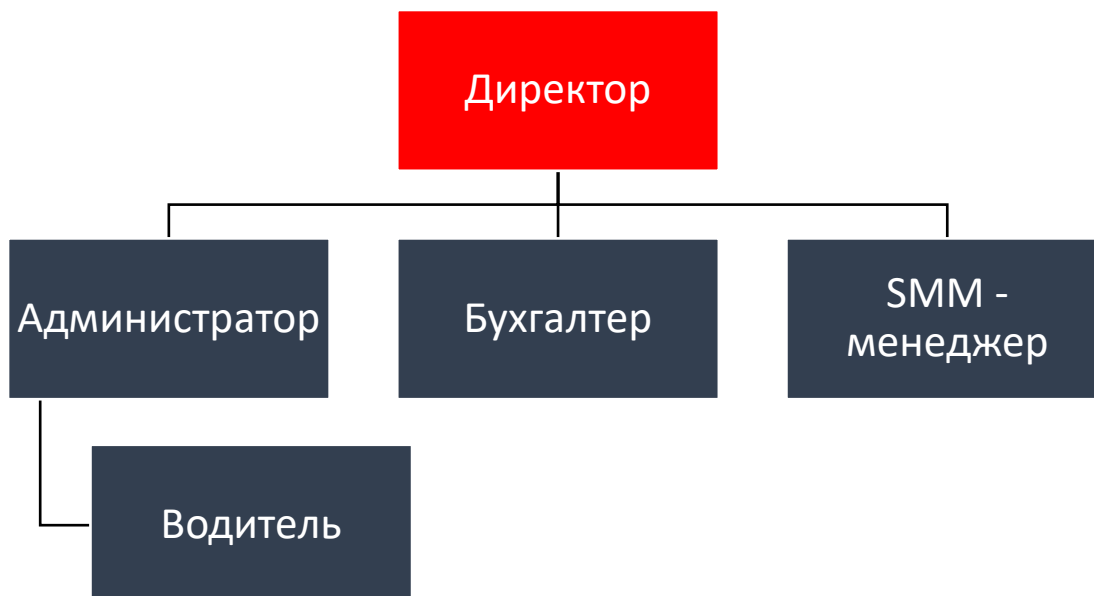 Директор
Администратор
Бухгалтер
SMM -
менеджер
Водитель